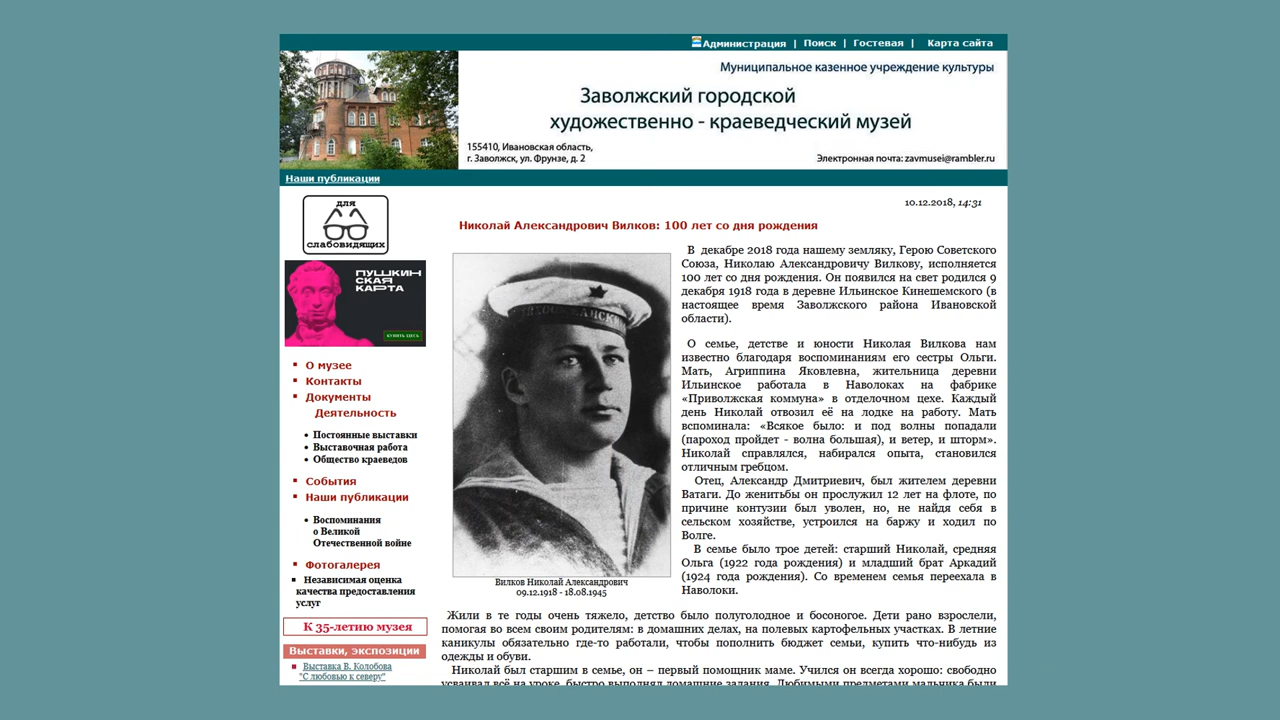 Администрация | Поиск | Гостевая | Карта сайта
Муниципальное казенное учреждение культуры
Заволжский городской
художественно - краеведческий музей
155410, Ивановская область,
г. Заволжск, ул. Фрунзе, д. 2
Электронная почта: zavmusei@rambler.ru
Наши публикации
для
слабовидящих
ПУШКИН
СКАЯ
КАРТА
КУПИТЬ ЗДЕСЬ
О музее
Контакты
Документы
Деятельность
Постоянные выставки
Выставочная работа
Общество краеведов
События
Наши публикации
Воспоминания
о Великой
Отечественной войне
Фотогалерея
Независимая оценка
качества предоставления
услуг
К 35-летию музея
Выставки, экспозиции
Выставка В. Колобова
"С любовью к северу"
10.12.2018, 14:31
Николай Александрович Вилков: 100 лет со дня рождения
В декабре 2018 года нашему земляку, Герою Советского
Союза, Николаю Александровичу Вилкову, исполняется
100 лет со дня рождения. Он появился на свет родился 9
декабря 1918 года в деревне Ильинское Кинешемского (в
настоящее время Заволжского района Ивановской
области).
О семье, детстве и юности Николая Вилкова нам
известно благодаря воспоминаниям его сестры Ольги.
Мать, Агриппина Яковлевна, жительница деревни
Ильинское работала в Наволоках на фабрике
«Приволжская коммуна» в отделочном цехе. Каждый
день Николай отвозил её на лодке на работу. Мать
вспоминала: «Всякое было: и под волны попадали
(пароход пройдет - волна большая), и ветер, и шторм».
Николай справлялся, набирался опыта, становился
отличным гребцом.
Отец, Александр Дмитриевич, был жителем деревни
Ватаги. До женитьбы он прослужил 12 лет на флоте, по
причине контузии был уволен, но, не найдя себя в
сельском хозяйстве, устроился на баржу и ходил по
Волге.
В семье было трое детей: старший Николай, средняя
Ольга (1922 года рождения) и младший брат Аркадий
(1924 года рождения). Со временем семья переехала в
Наволоки.
Вилков Николай Александрович
09.12.1918 - 18.08.1945
Жили в те годы очень тяжело, детство было полуголодное и босоногое. Дети рано взрослели,
помогая во всем своим родителям: в домашних делах, на полевых картофельных участках. В летние
каникулы обязательно где-то работали, чтобы пополнить бюджет семьи, купить что-нибудь из
одежды и обуви.
Николай был старшим в семье, он – первый помощник маме. Учился он всегда хорошо: свободно
усваивал всё на уроке, быстро выполнял домашние задания. Любимыми предметами мальчика были